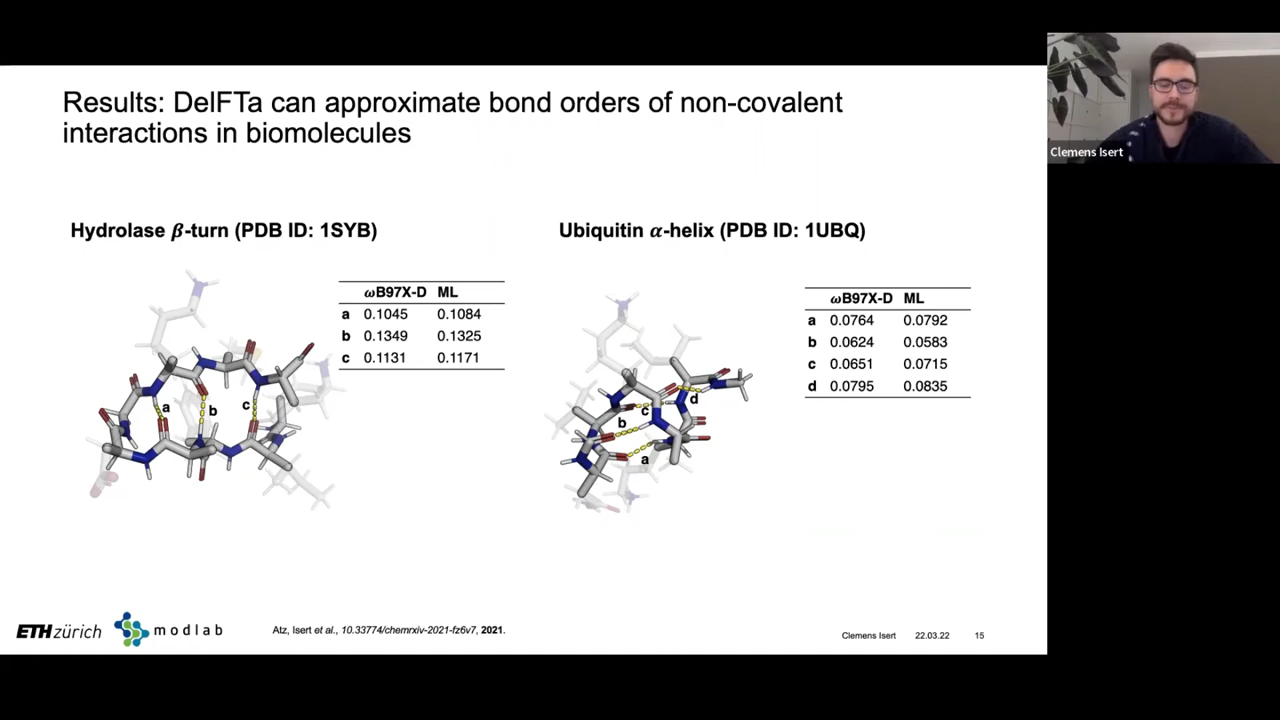 Results: DelFTa can approximate bond orders of non-covalent
interactions in biomolecules
Clemens Isert
Hydrolase β-turn (PDB ID: 1SYB)
ωB97X-D ML
a 0.1045 0.1084
b 0.1349 0.1325
c 0.1131 0.1171
a
b
c
Ubiquitin α-helix (PDB ID: 1UBQ)
ωB97X-D ML
a 0.0764 0.0792
b 0.0624 0.0583
c 0.0651 0.0715
d 0.0795 0.0835
d
c
b
a
ETH zürich
modlab
Atz, Isert et al., 10.33774/chemrxiv-2021-fz6v7, 2021.
Clemens Isert 22.03.22 15